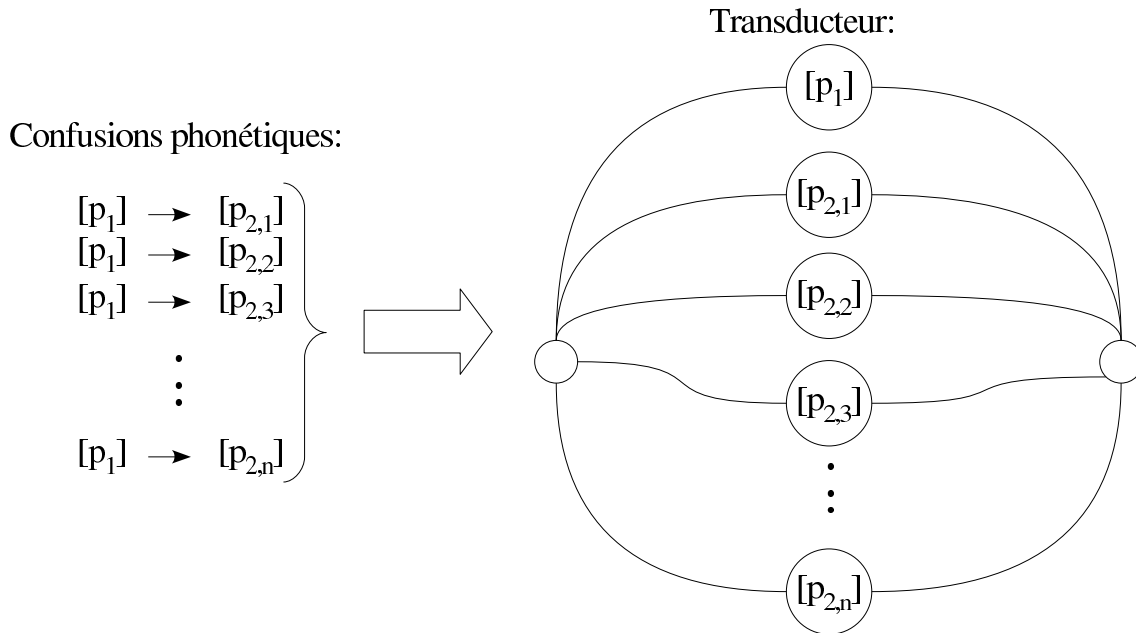 Confusions phonétiques:
[p1] → [p2,1]
[p1] → [p2,2]
[p1] → [p2,3]
[p1] → [p2,n]
Transducteur:
[p1]
[p2,1]
[p2,2]
[p2,3]
[p2,n]